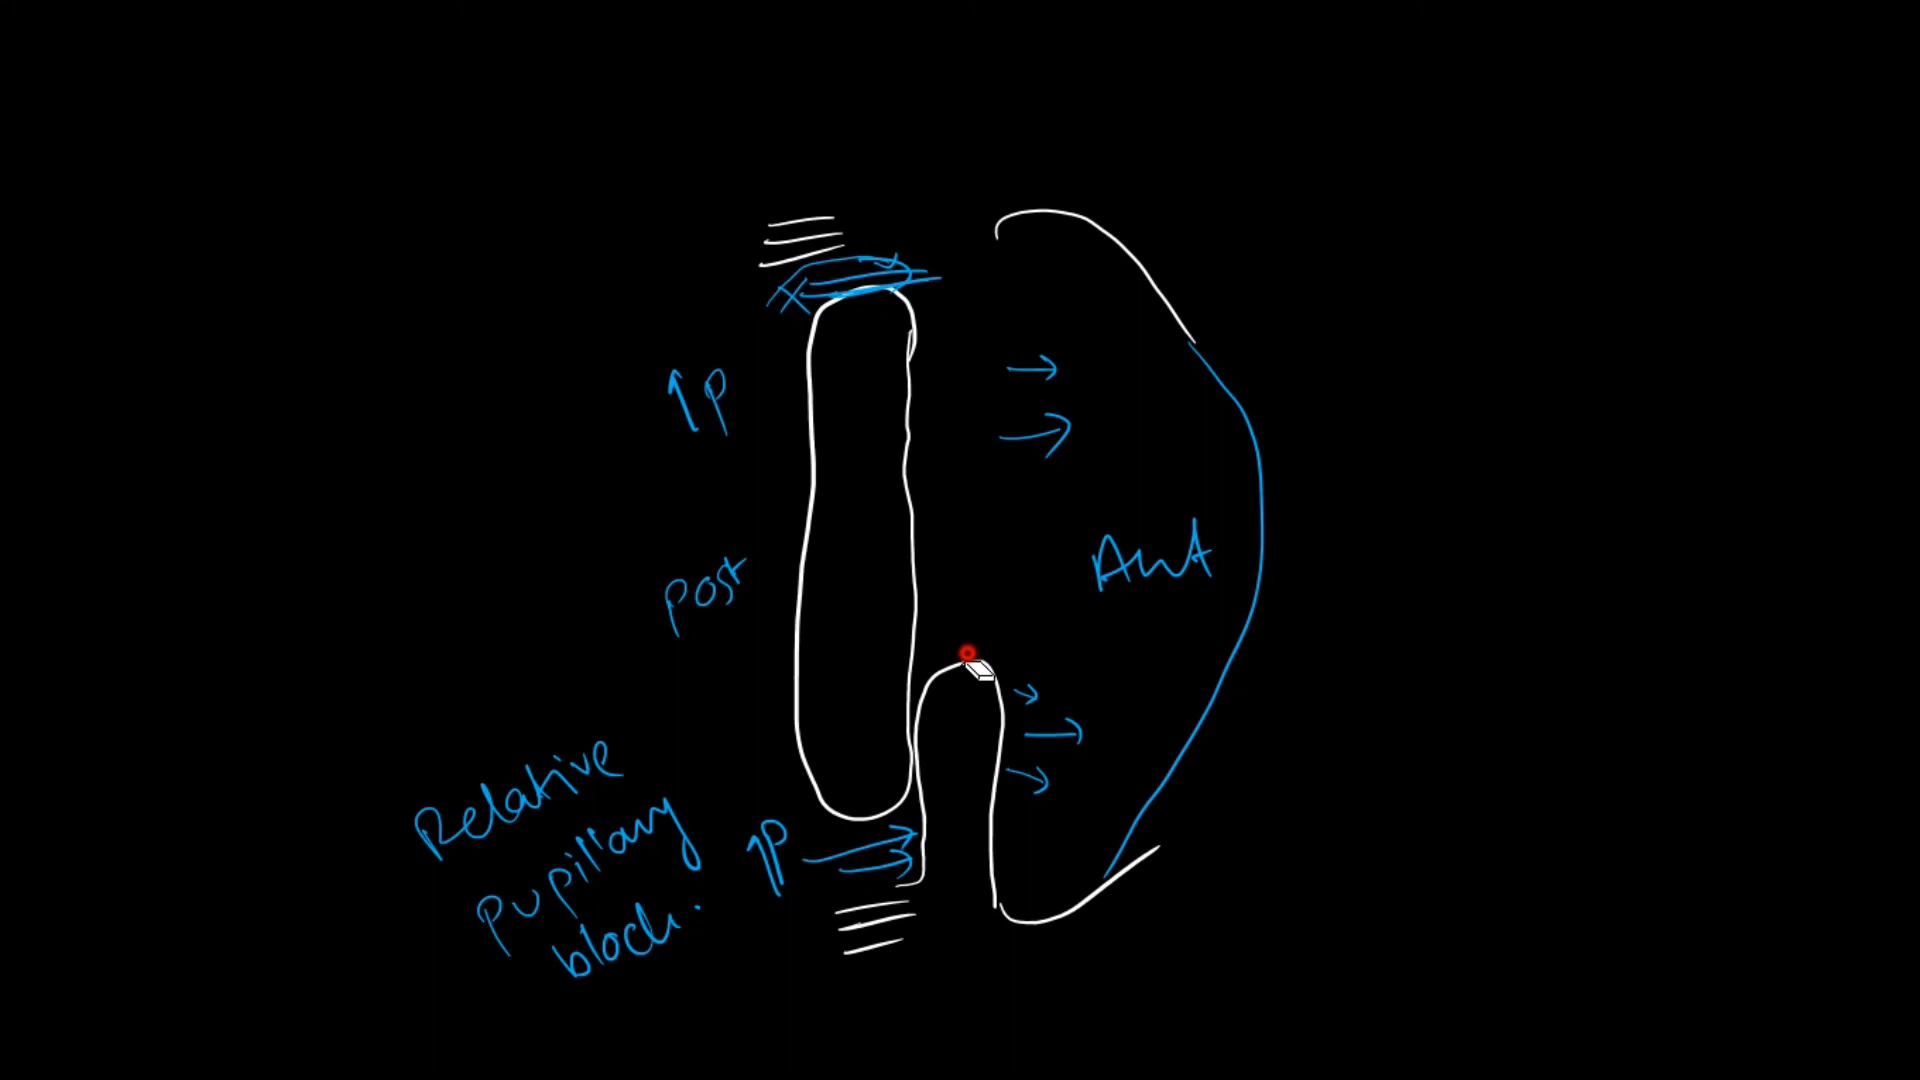 ↑P
post
Ant
Relative
pupillary
block.
↑P